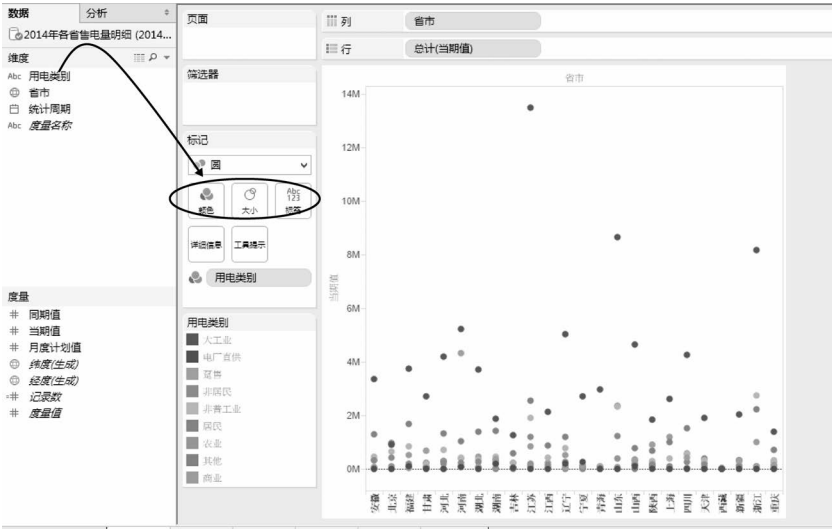 数据 分析
2014年各省售电量明细 (2014...
维度
Abc 用电类别
省市
统计周期
Abc 度量名称
度量
同期值
当期值
月度计划值
纬度(生成)
经度(生成)
记录数
度量值
页面
筛选器
标记
圆
颜色 大小 Abc 123 标签
详细信息 工具提示
用电类别
用电类别
大工业
电厂直供
趸售
非居民
非普工业
居民
农业
其他
商业
列 省市
行 总计(当期值)
省市
当期值
14M
12M
10M
8M
6M
4M
2M
0M
安徽 北京 福建 甘肃 河北 河南 湖北 湖南 吉林 江苏 江西 辽宁 宁夏 青海 山东 山西 陕西 上海 四川 天津 西藏 新疆 浙江 重庆